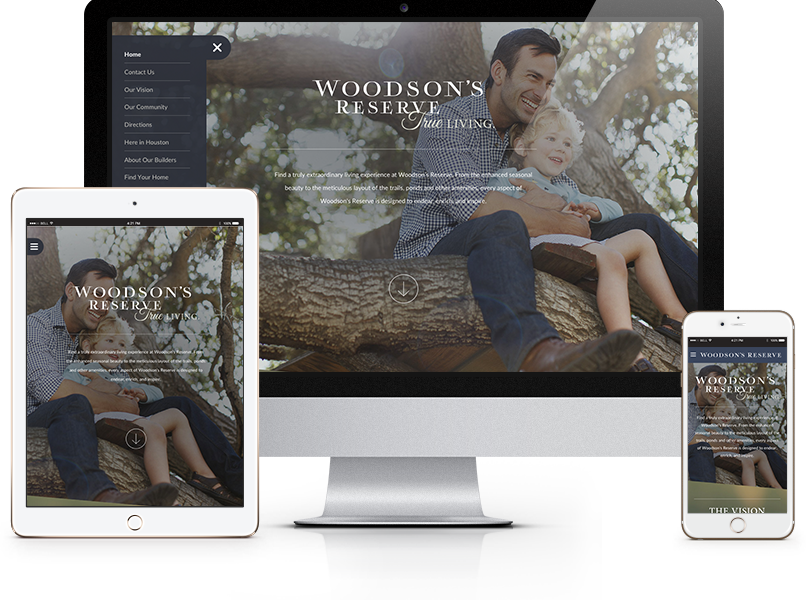 Home
Contact Us
Our Vision
Our Community
Directions
Here in Houston
About Our Builders
Find Your Home
WOODSON'S
RESERVE
True LIVING.
Find a truly extraordinary living experience at Woodson's Reserve. From the enhanced seasonal
beauty to the meticulous layout of the trails, ponds and other amenities, every aspect of
Woodson's Reserve is designed to endear, enrich, and inspire.
BELL
4:21 PM
100%
WOODSON'S
RESERVE
True LIVING.
Find a truly extraordinary living experience at Woodson's Reserve. From
the enhanced seasonal beauty to the meticulous layout of the trails, ponds
and other amenities, every aspect of Woodson's Reserve is designed to
endear, enrich, and inspire.
BELL
4:21 PM
100%
WOODSON'S RESERVE
WOODSON'S
RESERVE
True LIVING.
Find a truly extraordinary living experience at
Woodson's Reserve. From the enhanced
seasonal beauty to the meticulous layout of the
trails, ponds and other amenities, every aspect
of Woodson's Reserve is designed to endear,
enrich, and inspire.
THE VISION